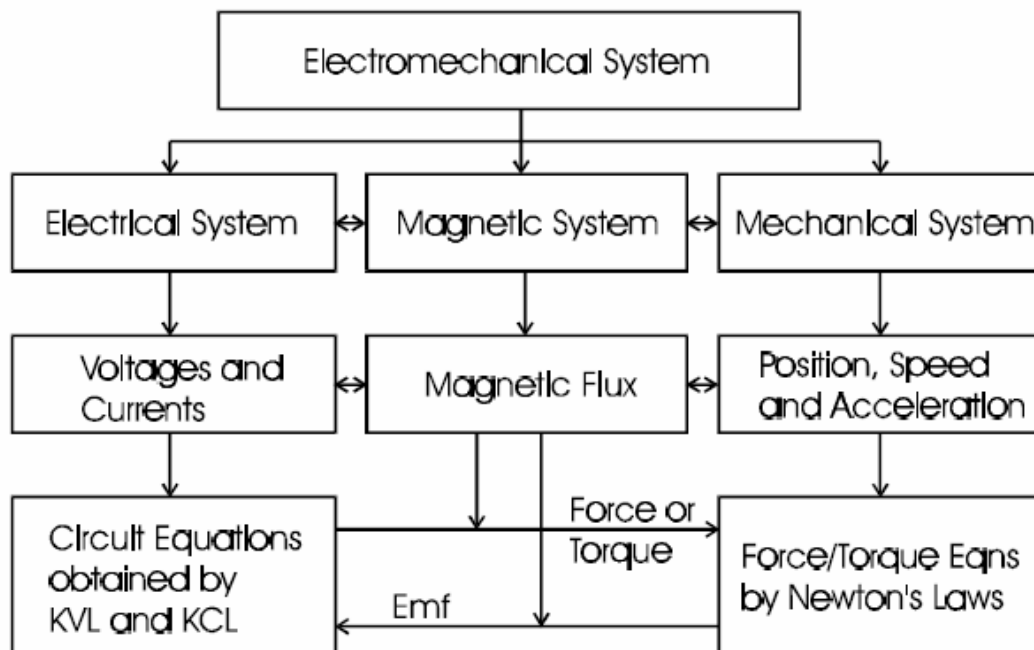 Electromechanical System
Electrical System
Magnetic System
Mechanical System
Voltages and
Currents
Magnetic Flux
Position, Speed
and Acceleration
Circuit Equations
obtained by
KVL and KCL
Force or
Torque
Emf
Force/Torque Eqns
by Newton's Laws